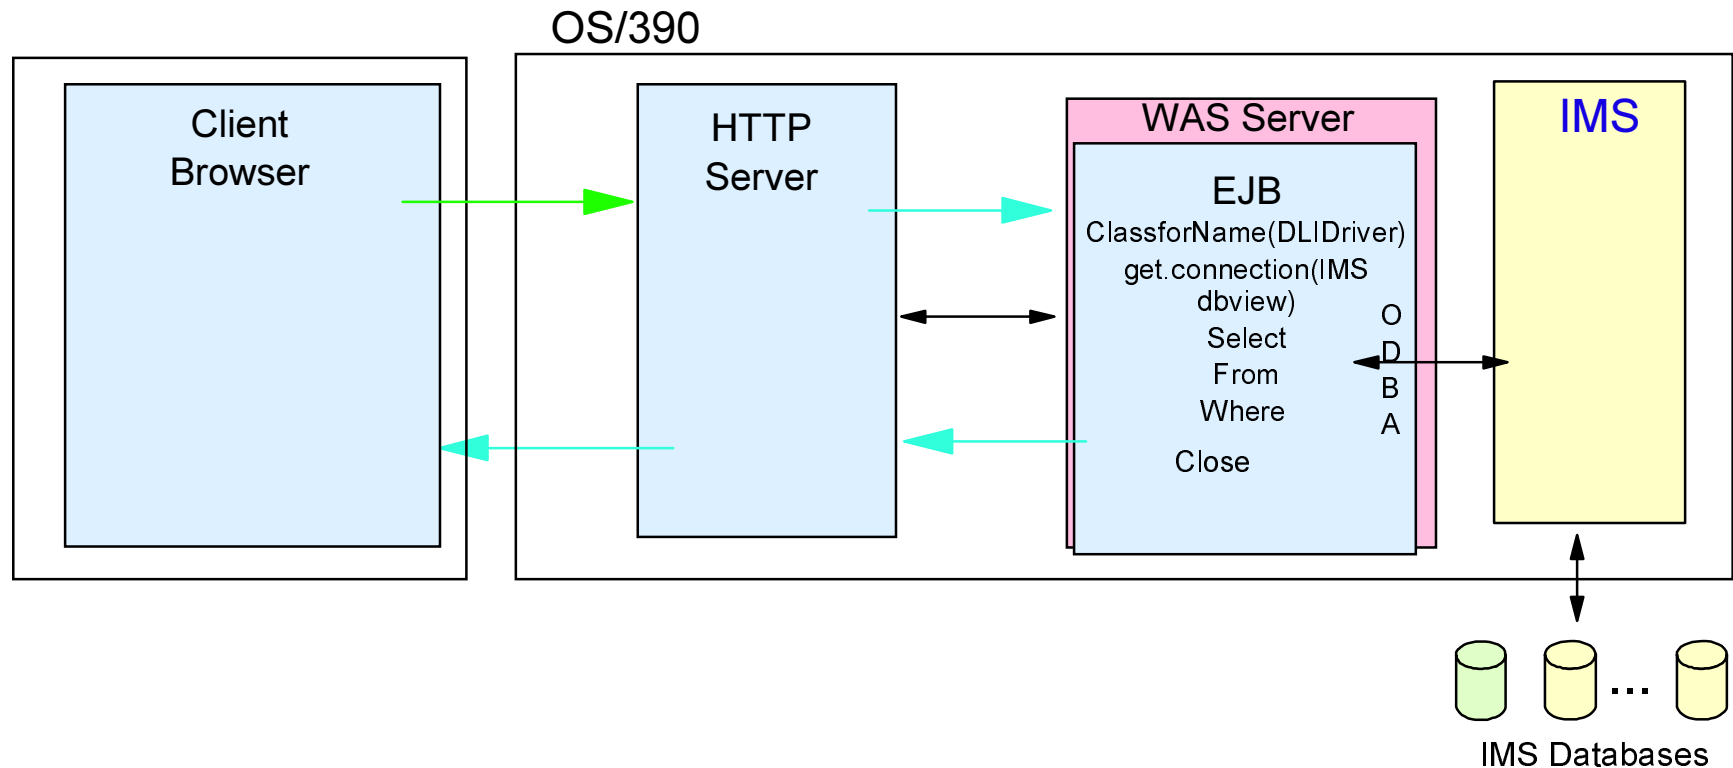 OS/390
Client
Browser
HTTP
Server
WAS Server
EJB
ClassforName(DLIDriver)
get.connection(IMS
dbview)
Select
From
Where
Close
O
D
B
A
IMS
...
IMS Databases